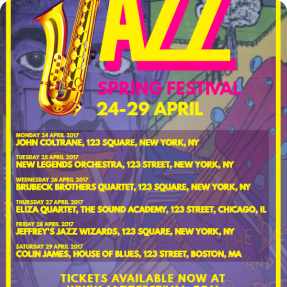 JAZZ
SPRING FESTIVAL
24-29 APRIL
MONDAY 24 APRIL 2017
JOHN COLTRANE, 123 SQUARE, NEW YORK, NY
TUESDAY 25 APRIL 2017
NEW LEGENDS ORCHESTRA, 123 STREET, NEW YORK, NY
WEDNESDAY 26 APRIL 2017
BRUBECK BROTHERS QUARTET, 123 SQUARE, NEW YORK, NY
THURSDAY 27 APRIL 2017
ELIZA QUARTET, THE SOUND ACADEMY, 123 STREET, CHICAGO, IL
FRIDAY 28 APRIL 2017
JEFFREY'S JAZZ WIZARDS, 123 SQUARE, NEW YORK, NY
SATURDAY 29 APRIL 2017
COLIN JAMES, HOUSE OF BLUES, 123 STREET, BOSTON, MA
TICKETS AVAILABLE NOW AT